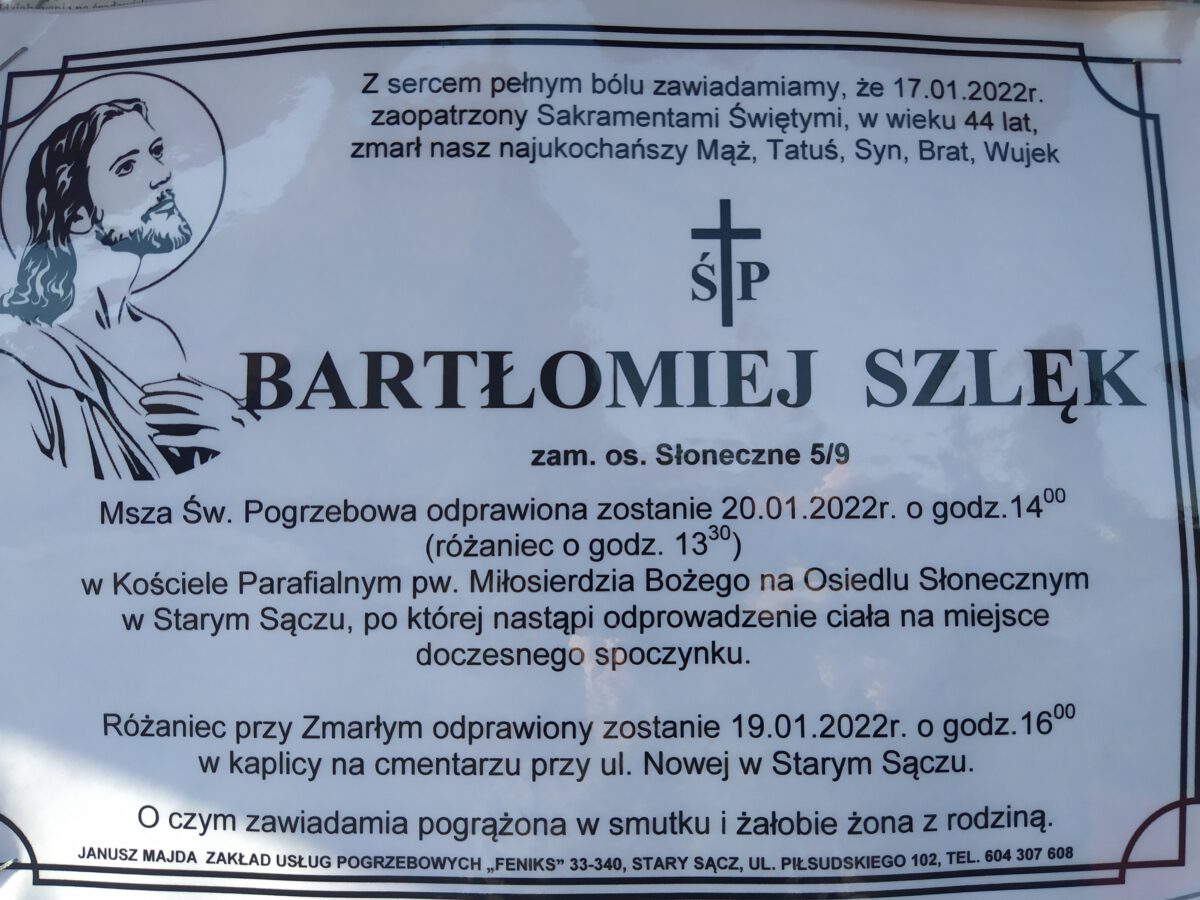 Z sercem pełnym bólu zawiadamiamy, że 17.01.2022r.
zaopatrzony Sakramentami Świętymi, w wieku 44 lat,
zmarł nasz najukochańszy Mąż, Tatuś, Syn, Brat, Wujek
Ś P
BARTŁOMIEJ SZLĘK
zam. os. Słoneczne 5/9
Msza Św. Pogrzebowa odprawiona zostanie 20.01.2022r. o godz.14⁰⁰
(różaniec o godz. 13³⁰)
w Kościele Parafialnym pw. Miłosierdzia Bożego na Osiedlu Słonecznym
w Starym Sączu, po której nastąpi odprowadzenie ciała na miejsce
doczesnego spoczynku.
Różaniec przy Zmarłym odprawiony zostanie 19.01.2022r. o godz.16⁰⁰
w kaplicy na cmentarzu przy ul. Nowej w Starym Sączu.
O czym zawiadamia pogrążona w smutku i żałobie żona z rodziną.
JANUSZ MAJDA ZAKŁAD USŁUG POGRZEBOWYCH „FENIKS” 33-340, STARY SĄCZ, UL. PIŁSUDSKIEGO 102, TEL. 604 307 608